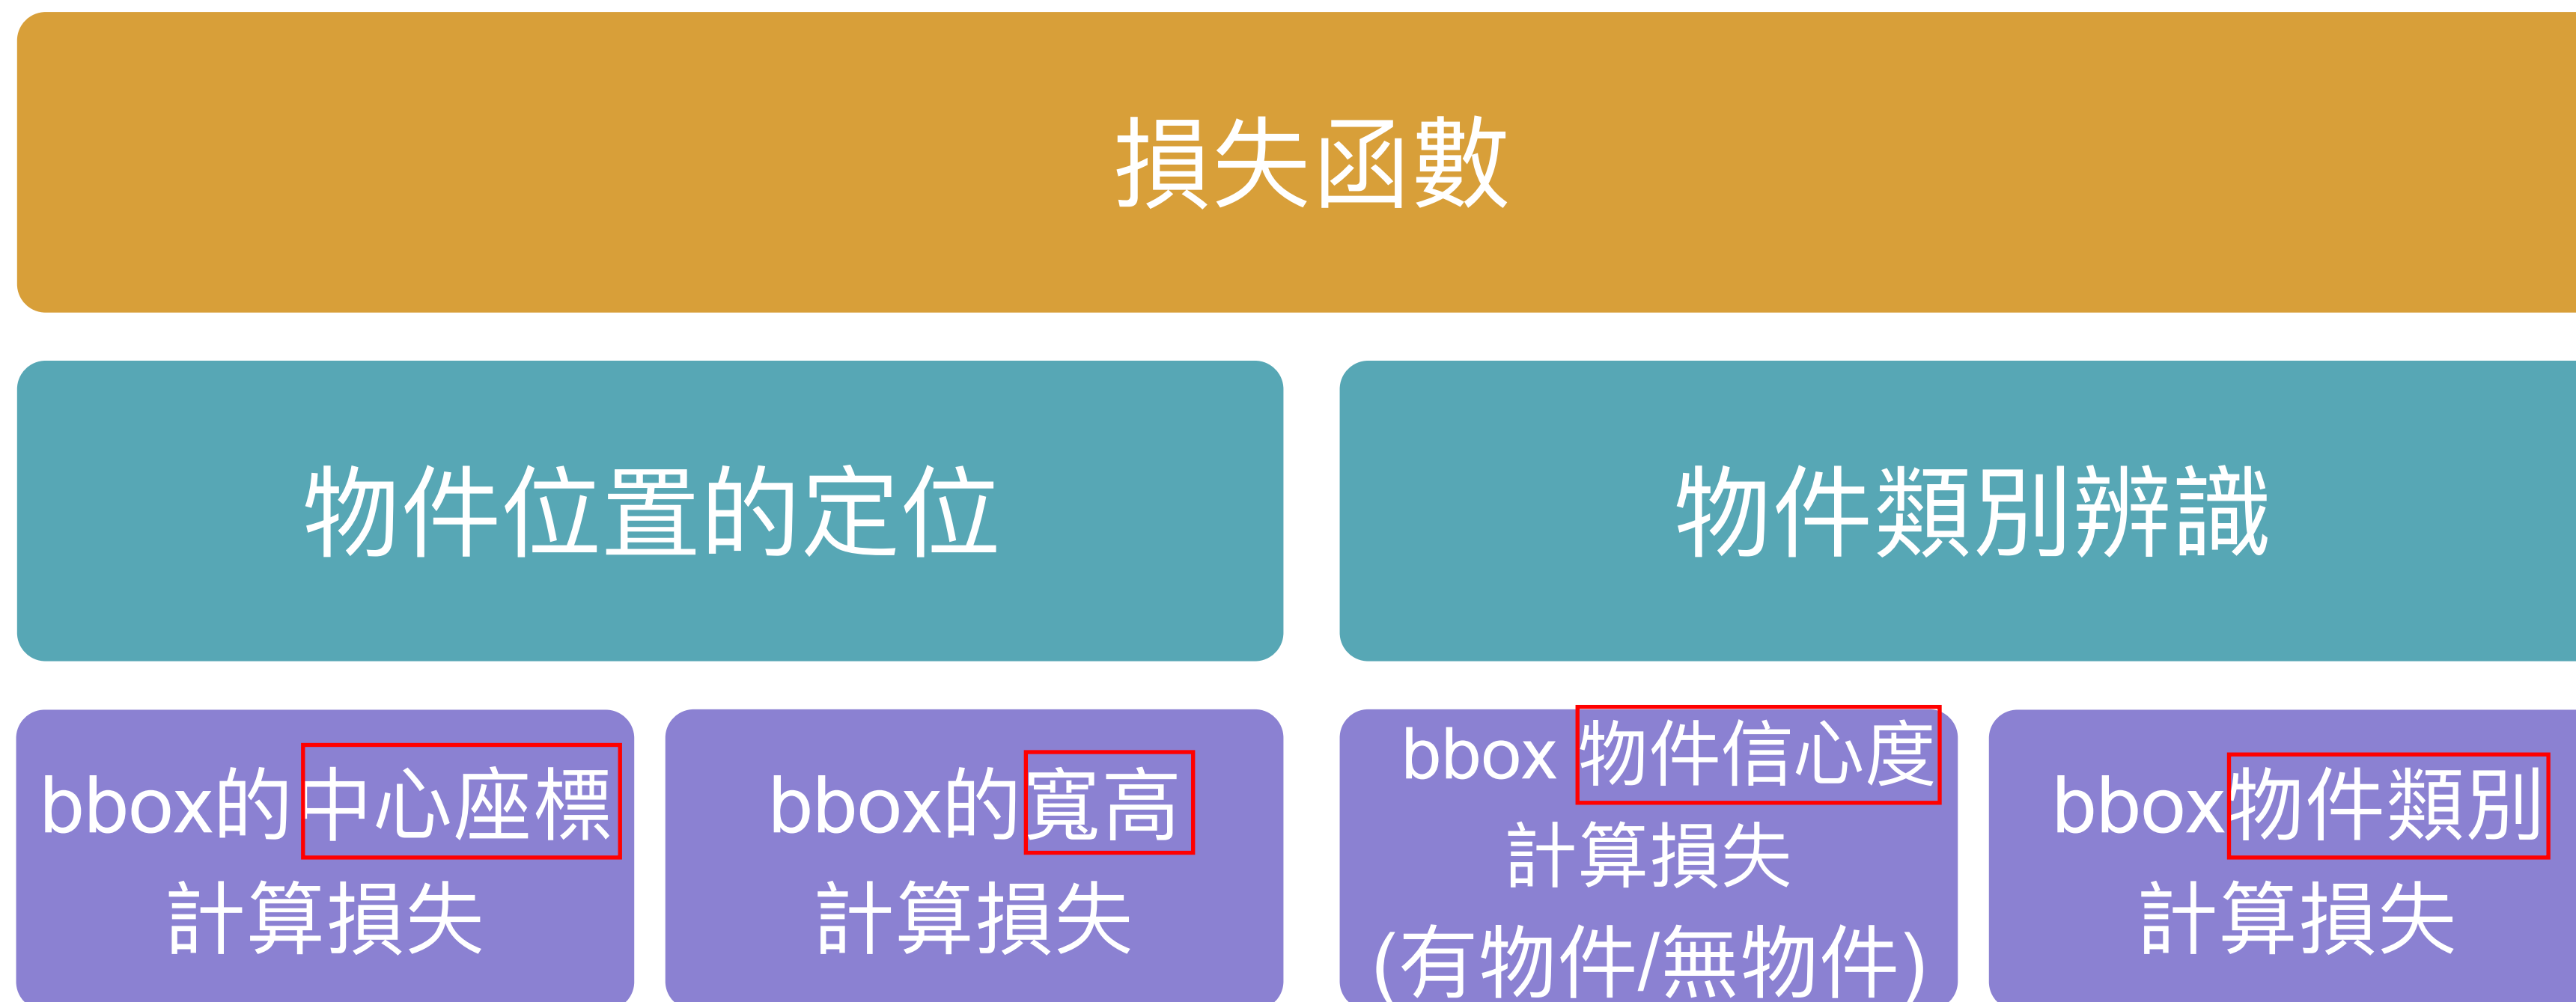 損失函數
物件位置的定位
物件類別辨識
bbox的中心座標
計算損失
bbox的寬高
計算損失
bbox 物件信心度
計算損失
(有物件/無物件)
bbox物件類別
計算損失